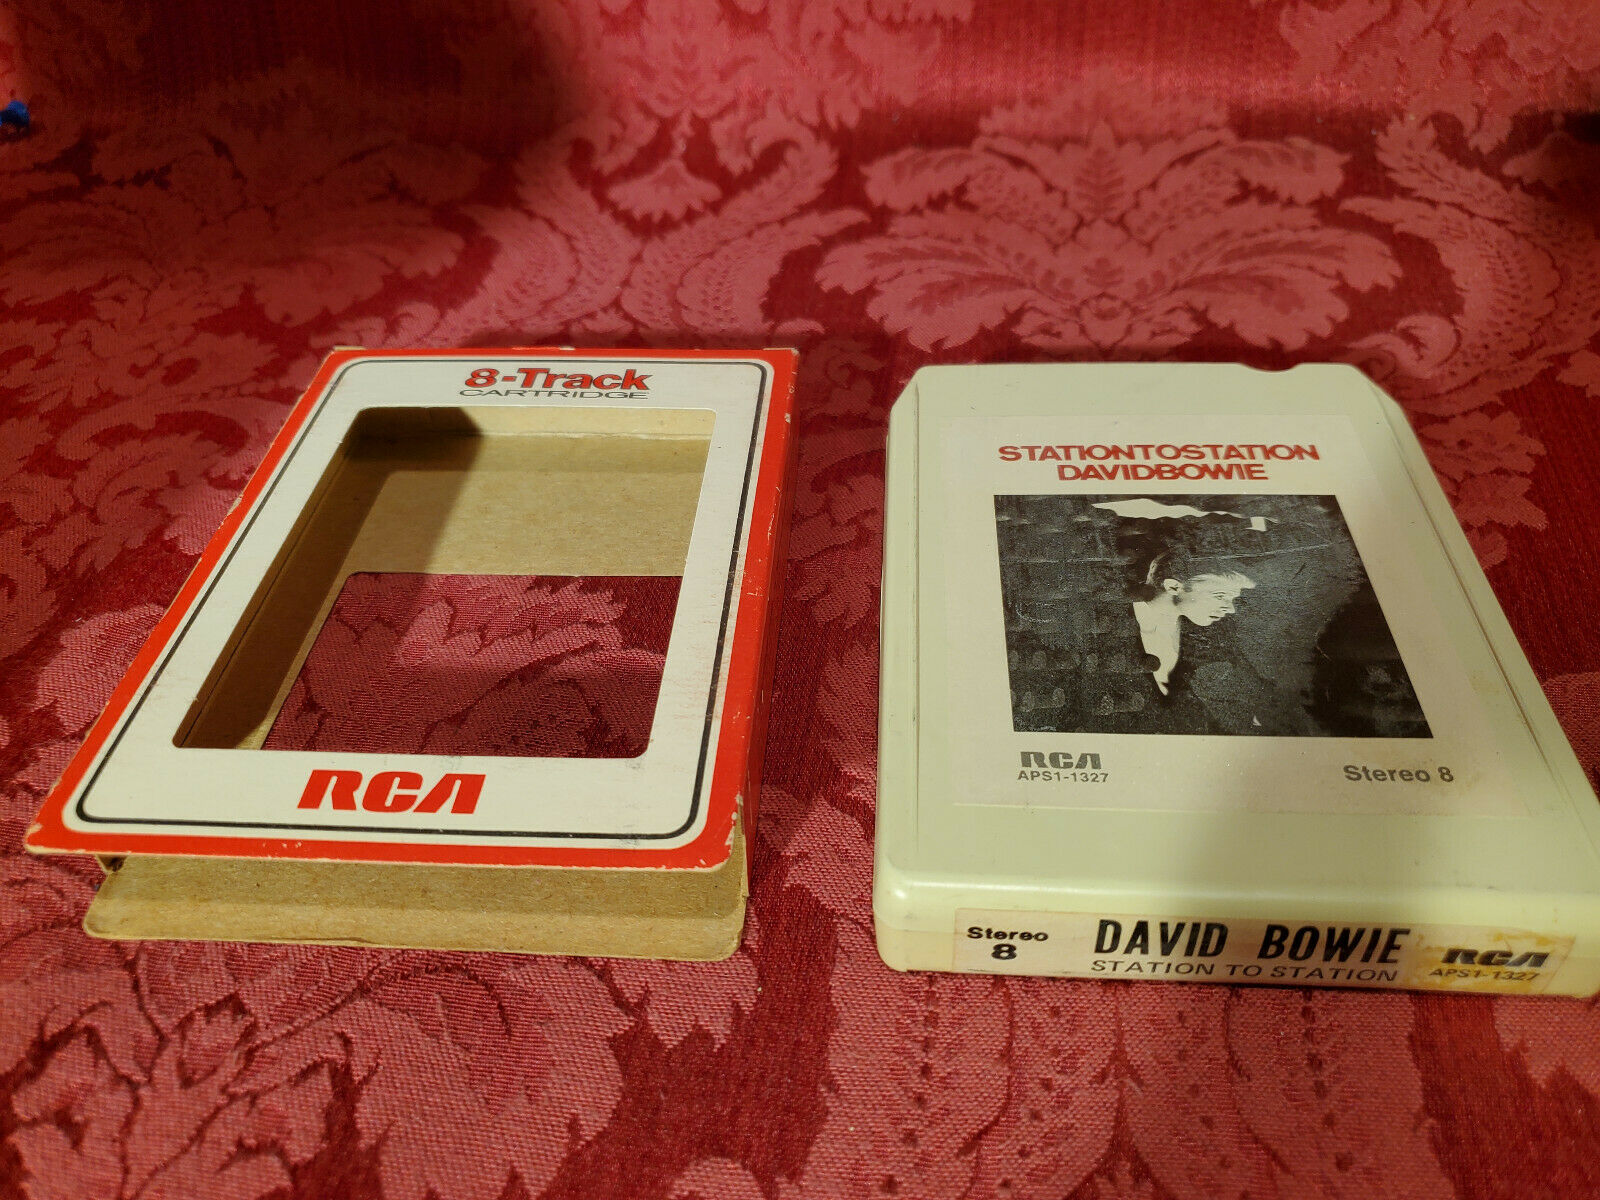 8-Track
CARTRIDGE
RCA
STATIONTOSTATION
DAVIDBOWIE
RCA
APS1-1327
Stereo 8
Stereo
8
DAVID BOWIE
STATION TO STATION
RCA
APS1-1327